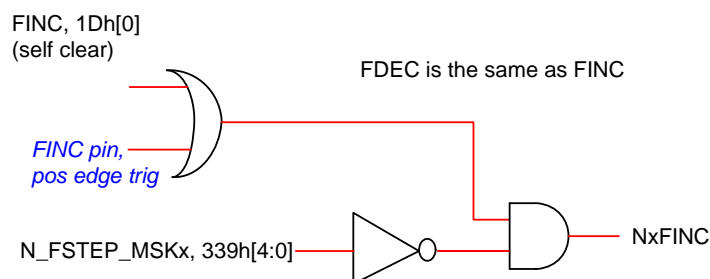 FINC, 1Dh[0]
(self clear)
FDEC is the same as FINC
FINC pin,
pos edge trig
N_FSTEP_MSKx, 339h[4:0]
NxFINC